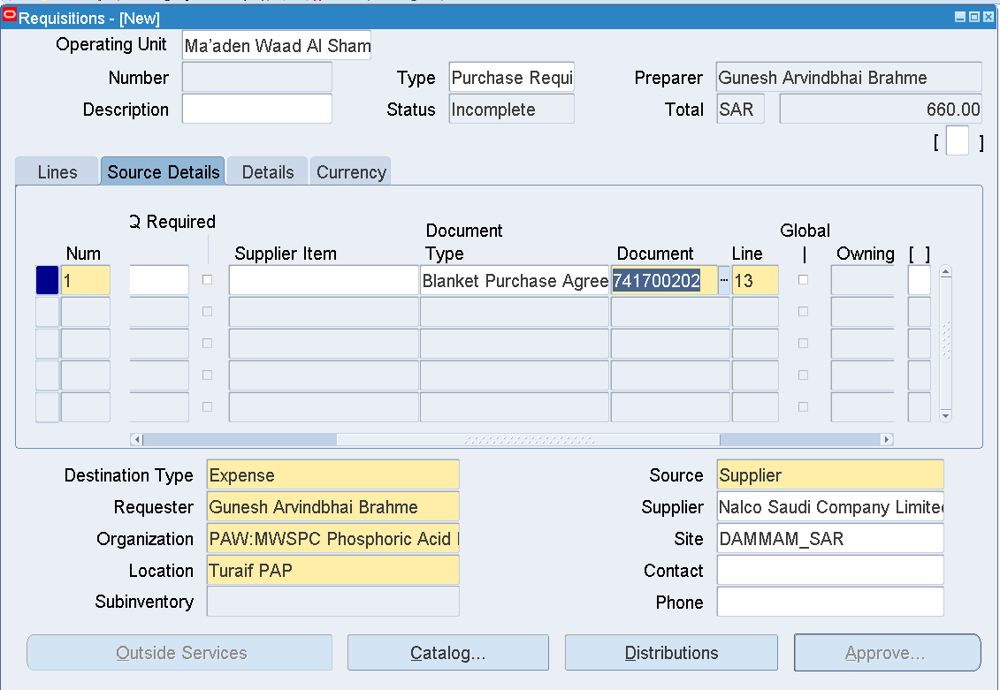 Requisitions - [New]
Operating Unit Ma'aden Waad Al Sham
Number Type Purchase Requi Preparer Gunesh Arvindbhai Brahme
Description Status Incomplete Total SAR 660.00
[ ]
Lines Source Details Details Currency
Q Required
Document Global
Num Supplier Item Type Document Line | Owning [ ]
1 Blanket Purchase Agree 741700202 ... 13
Destination Type Expense Source Supplier
Requester Gunesh Arvindbhai Brahme Supplier Nalco Saudi Company Limite
Organization PAW:MWSPC Phosphoric Acid Site DAMMAM_SAR
Location Turaif PAP Contact
Subinventory Phone
Outside Services Catalog... Distributions Approve...